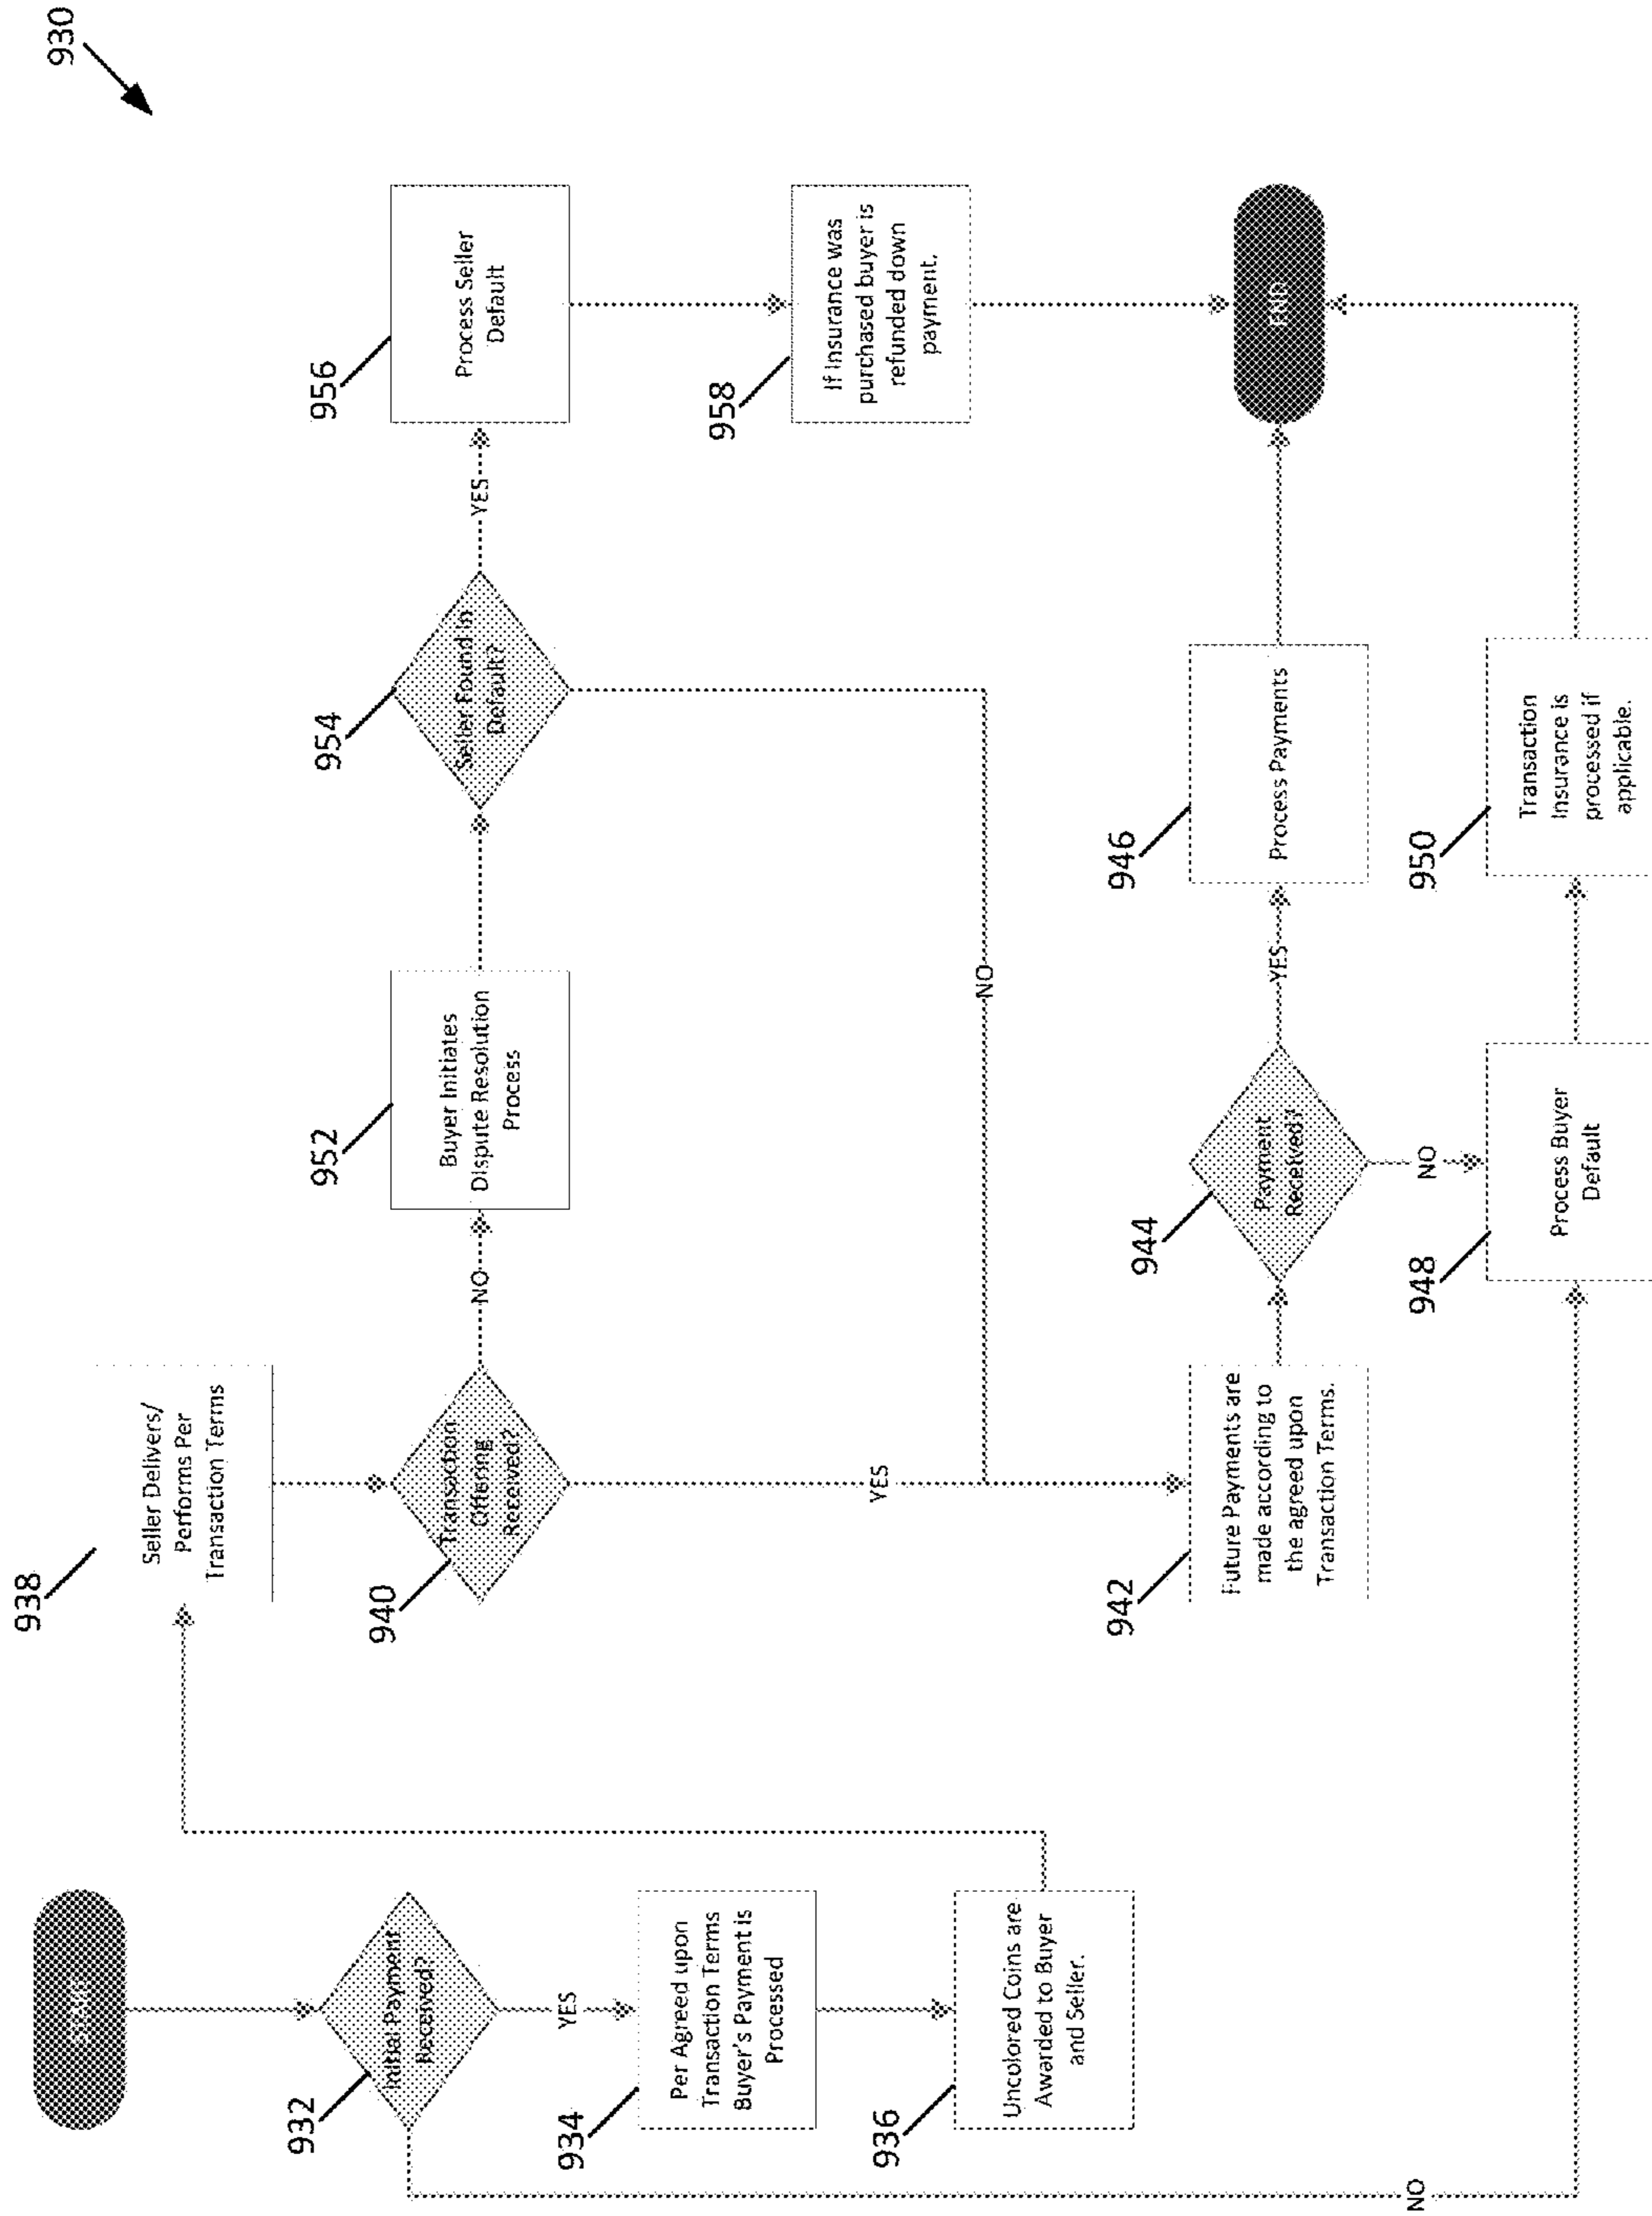 930
938
Seller Delivers/
Performs Per
Transaction Terms
932
Initial Payment
Received?
YES
934
Per Agreed upon
Transaction Terms
Buyer's Payment is
Processed
936
Uncolored Coins are
Awarded to Buyer
and Seller.
NO
940
Transaction
Offering
Received?
NO
952
Buyer Initiates
Dispute Resolution
Process
954
Seller Found In
Default?
YES
956
Process Seller
Default
958
If Insurance was
purchased buyer is
refunded down
payment.
YES
NO
942
Future Payments are
made according to
the agreed upon
Transaction Terms.
944
Payment
Received?
YES
946
Process Payments
END
NO
948
Process Buyer
Default
950
Transaction
Insurance is
processed if
applicable.